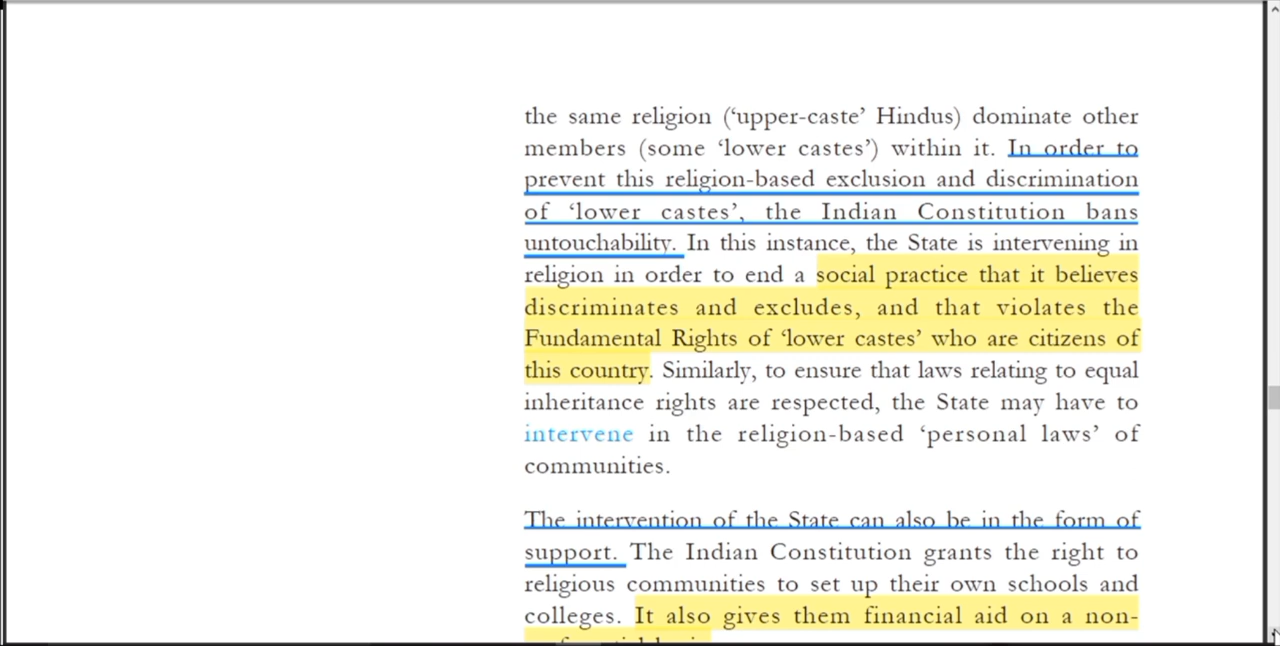 the same religion (‘upper-caste’ Hindus) dominate other
members (some ‘lower castes’) within it. In order to
prevent this religion-based exclusion and discrimination
of ‘lower castes’, the Indian Constitution bans
untouchability. In this instance, the State is intervening in
religion in order to end a social practice that it believes
discriminates and excludes, and that violates the
Fundamental Rights of ‘lower castes’ who are citizens of
this country. Similarly, to ensure that laws relating to equal
inheritance rights are respected, the State may have to
intervene in the religion-based ‘personal laws’ of
communities.
The intervention of the State can also be in the form of
support. The Indian Constitution grants the right to
religious communities to set up their own schools and
colleges. It also gives them financial aid on a non-